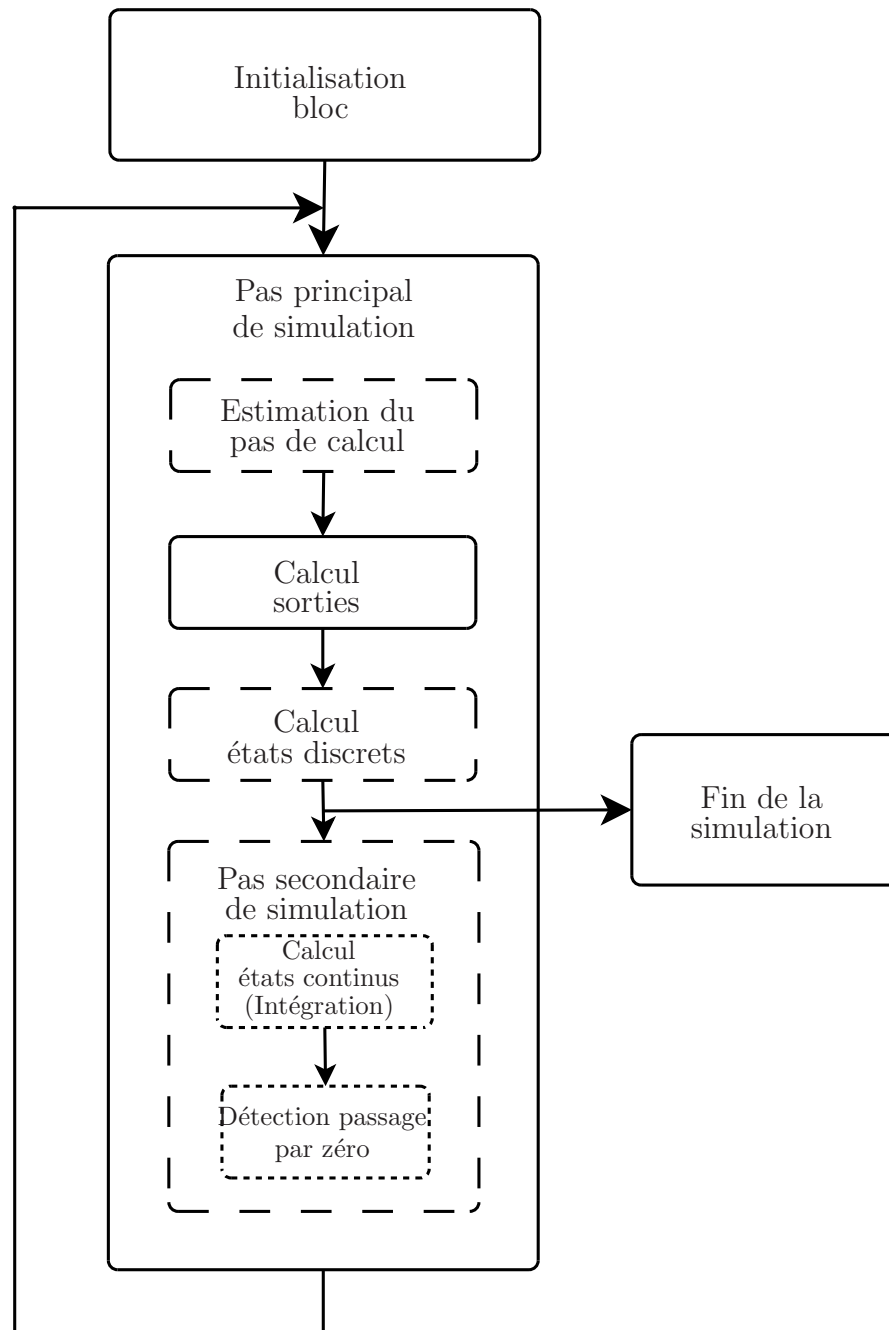 Initialisation
bloc
Pas principal
de simulation
Estimation du
pas de calcul
Calcul
sorties
Calcul
états discrets
Fin de la
simulation
Pas secondaire
de simulation
Calcul
états continus
(Intégration)
Détection passage
par zéro